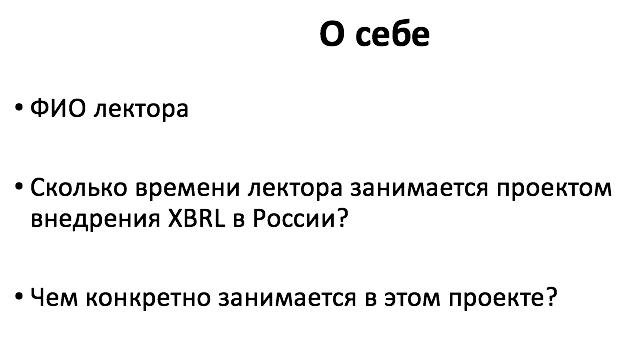 О себе
• ФИО лектора
• Сколько времени лектора занимается проектом
внедрения XBRL в России?
• Чем конкретно занимается в этом проекте?